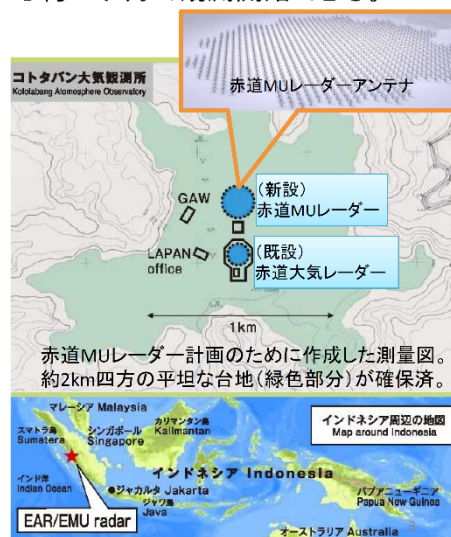 コトタバン大気観測所
Kototabang Atomosphere Observatory
赤道MUレーダーアンテナ
GAW
(新設)
赤道MUレーダー
LAPAN
office
(既設)
赤道大気レーダー
1km
赤道MUレーダー計画のために作成した測量図。
約2km四方の平坦な台地(緑色部分)が確保済。
マレーシア Malaysia
スマトラ島
Sumatera
シンガポール
Singapore
カリマンタン島
Kalimantan
インドネシア周辺の地図
Map around Indonesia
インド洋
Indian Ocean
インドネシア Indonesia
●ジャカルタ Jakarta
ジャワ島
Java
パプアニューギニア
Papua New Guinea
EAR/EMU radar
オーストラリア Australia
3